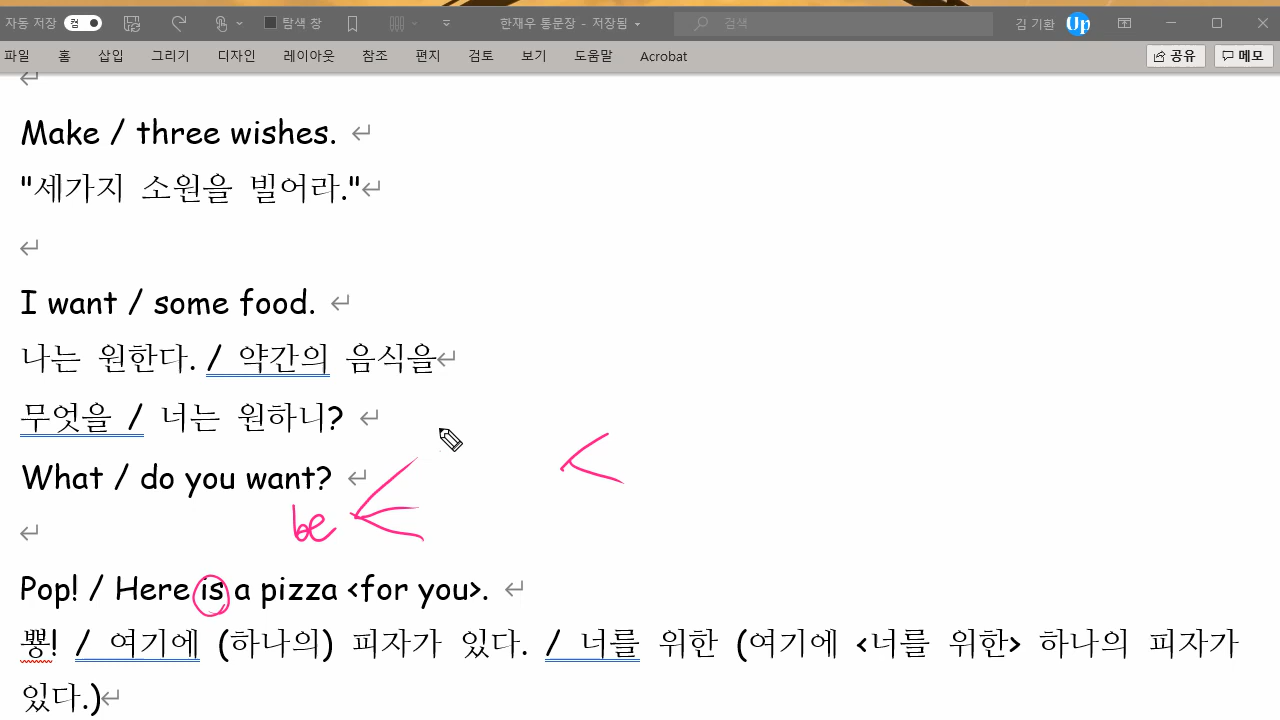 자동 저장 컴 탐색 창 한재우 통문장 - 저장됨 검색 김 기환 Up
파일 홈 삽입 그리기 디자인 레이아웃 참조 편지 검토 보기 도움말 Acrobat 공유 메모
Make / three wishes.
"세가지 소원을 빌어라."
I want / some food.
나는 원한다. / 약간의 음식을
무엇을 / 너는 원하니?
What / do you want?
be
Pop! / Here is a pizza <for you>.
뿅! / 여기에 (하나의) 피자가 있다. / 너를 위한 (여기에 <너를 위한> 하나의 피자가
있다.)